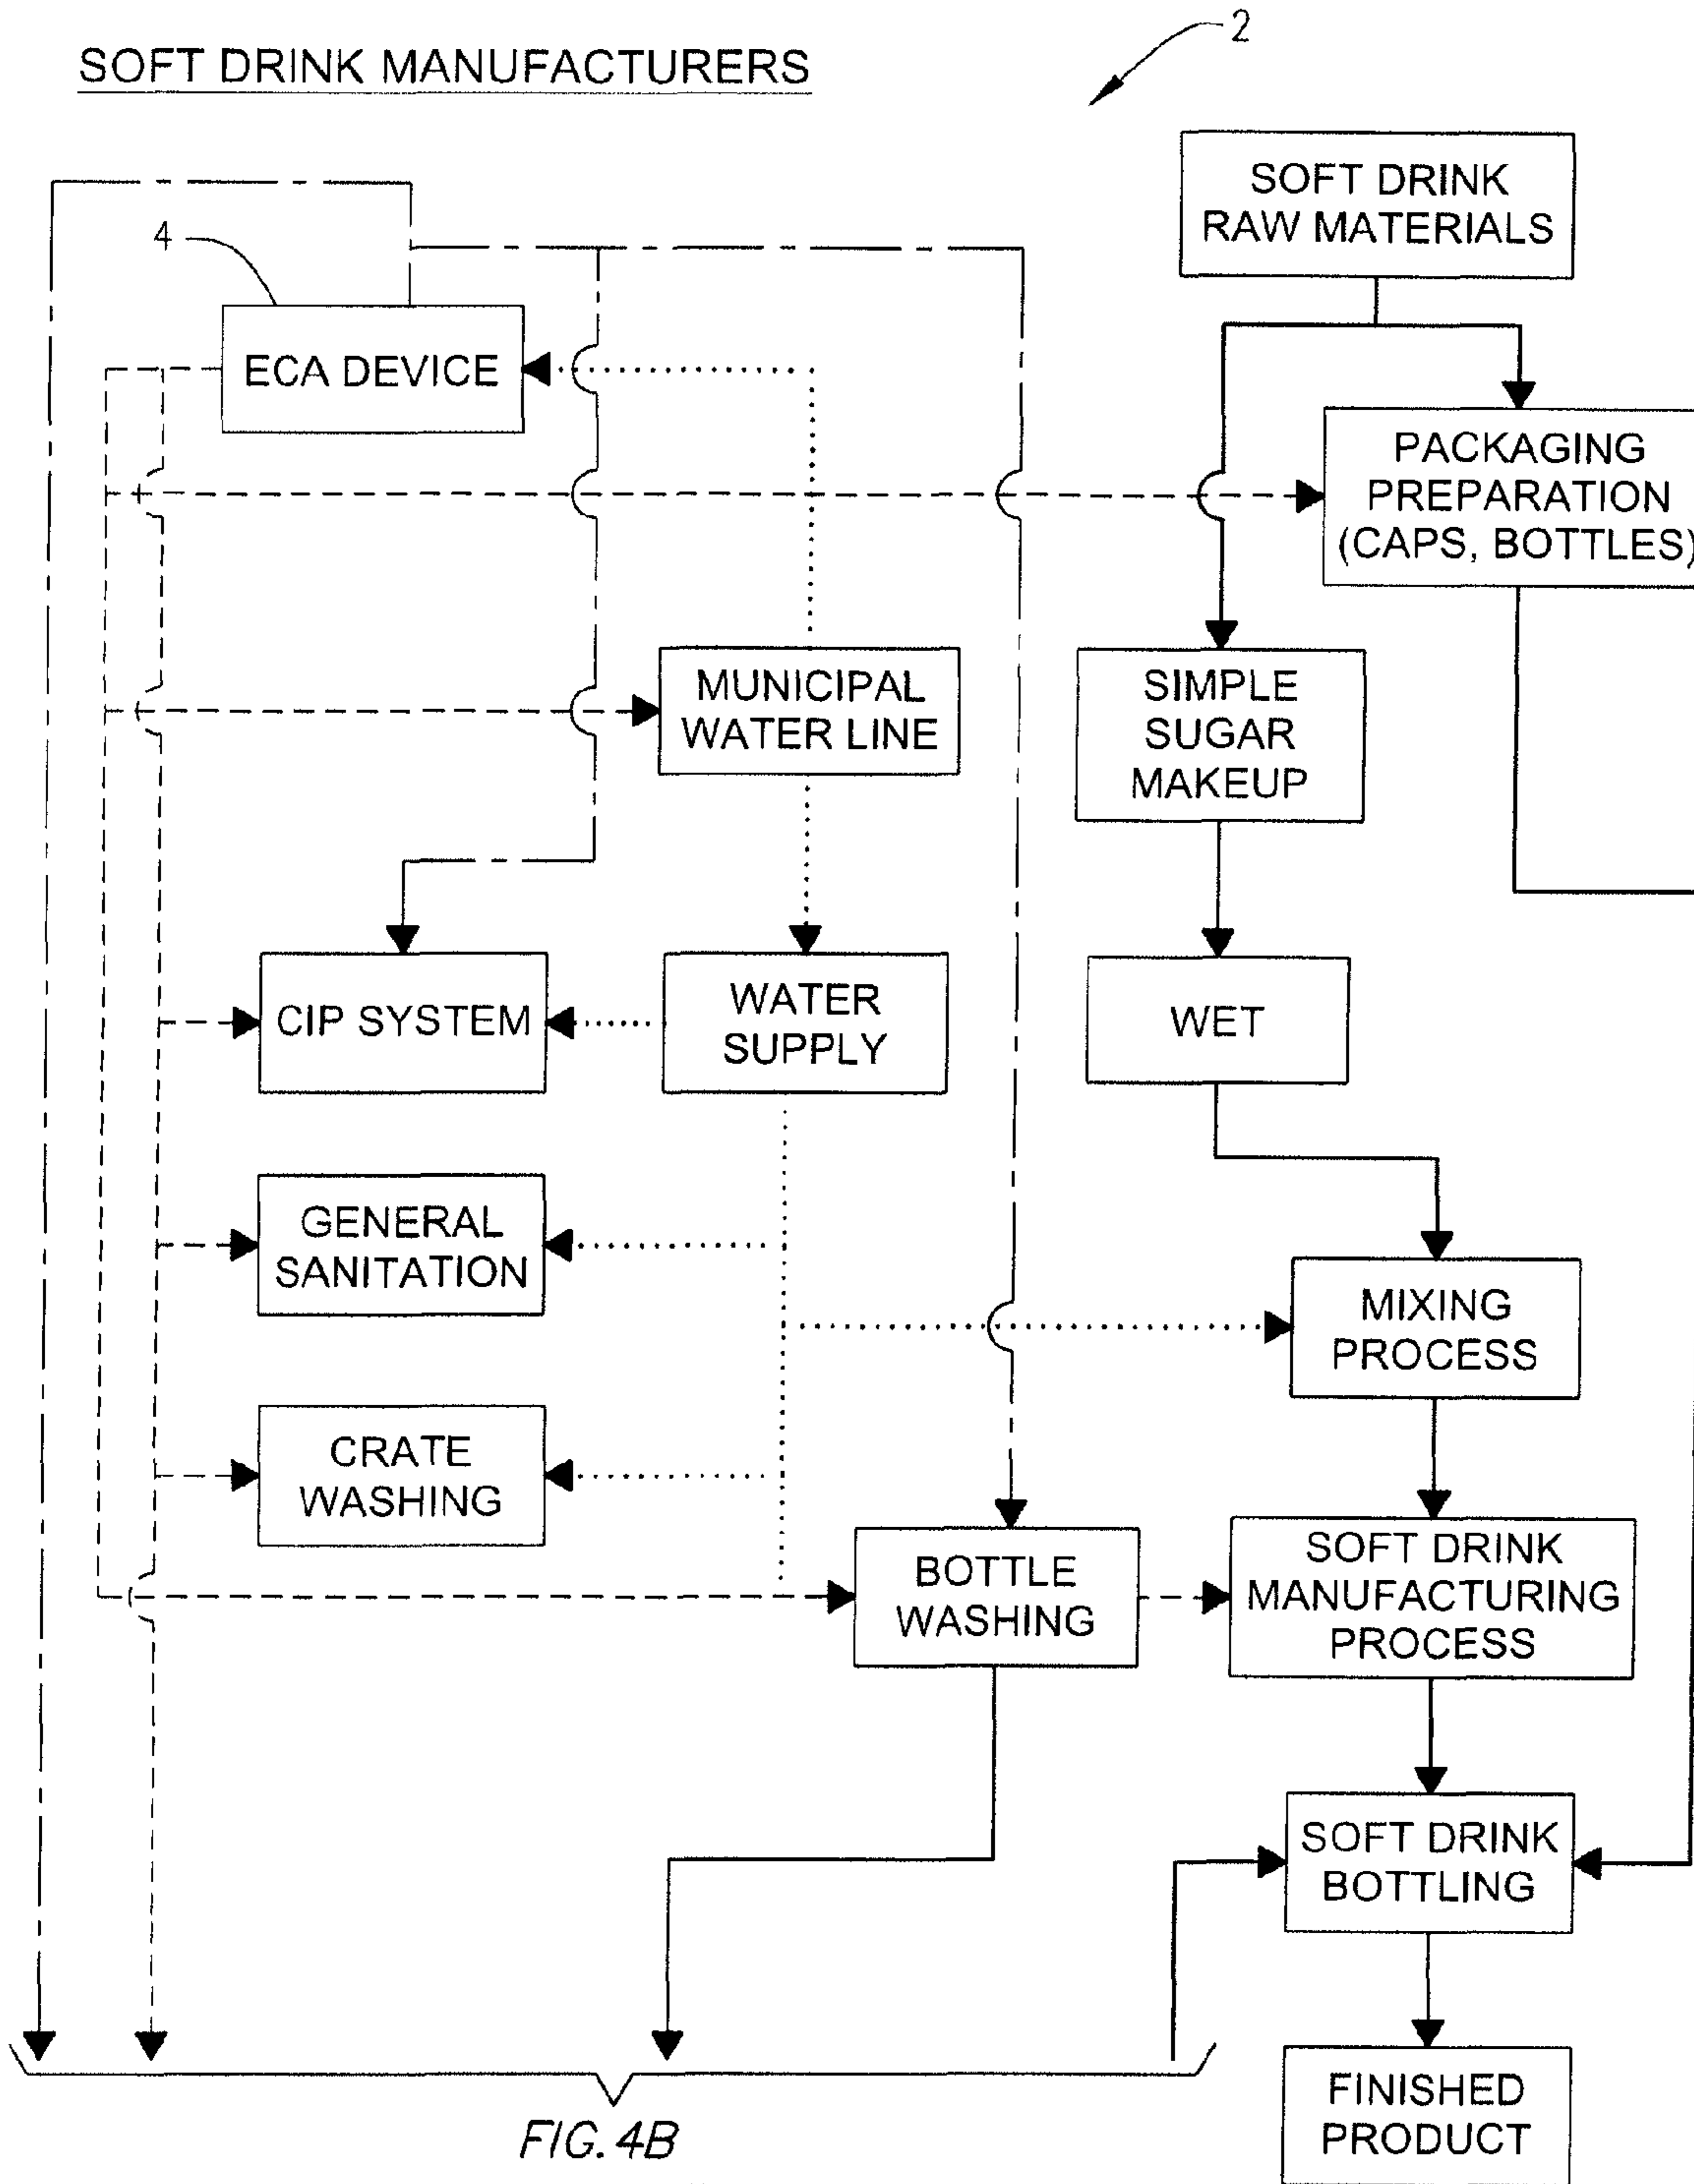 2
SOFT DRINK MANUFACTURERS
SOFT DRINK
RAW MATERIALS
4
ECA DEVICE
PACKAGING
PREPARATION
(CAPS, BOTTLES)
MUNICIPAL
WATER LINE
SIMPLE
SUGAR
MAKEUP
CIP SYSTEM
WATER
SUPPLY
WET
GENERAL
SANITATION
MIXING
PROCESS
CRATE
WASHING
BOTTLE
WASHING
SOFT DRINK
MANUFACTURING
PROCESS
SOFT DRINK
BOTTLING
FINISHED
PRODUCT
FIG. 4B